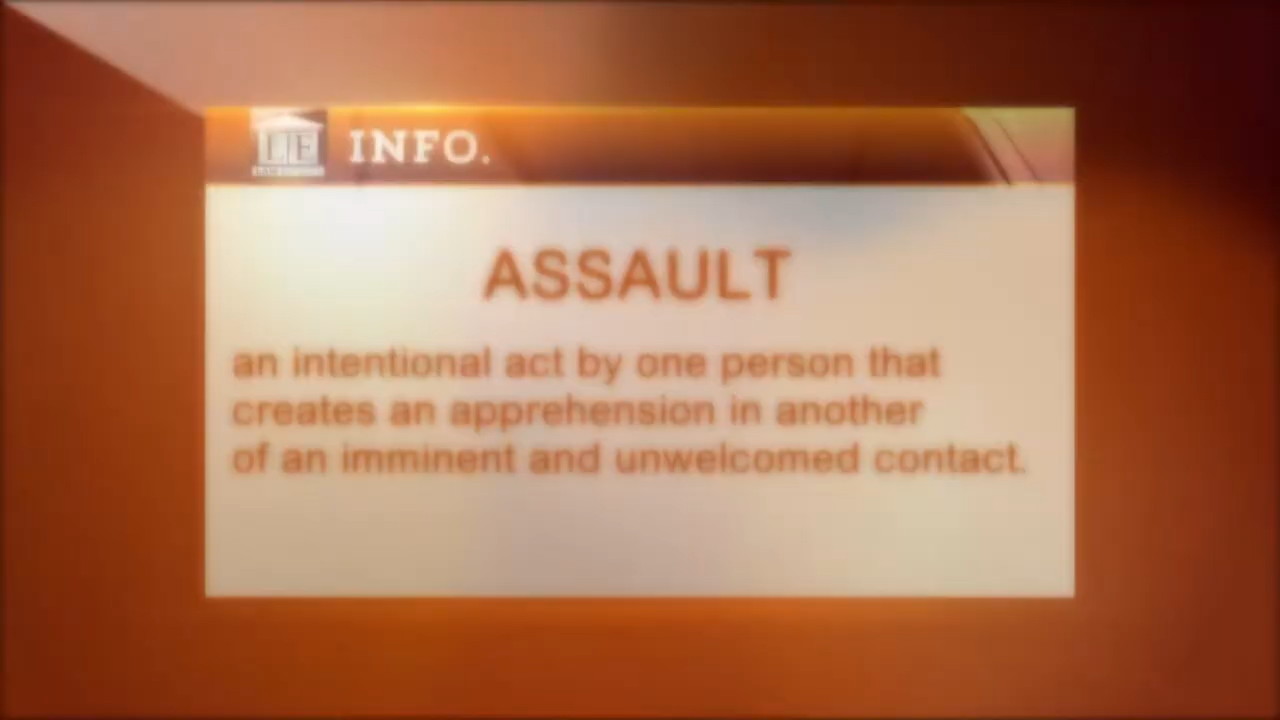 LF
INFO.
ASSAULT
an intentional act by one person that
creates an apprehension in another
of an imminent and unwelcomed contact.